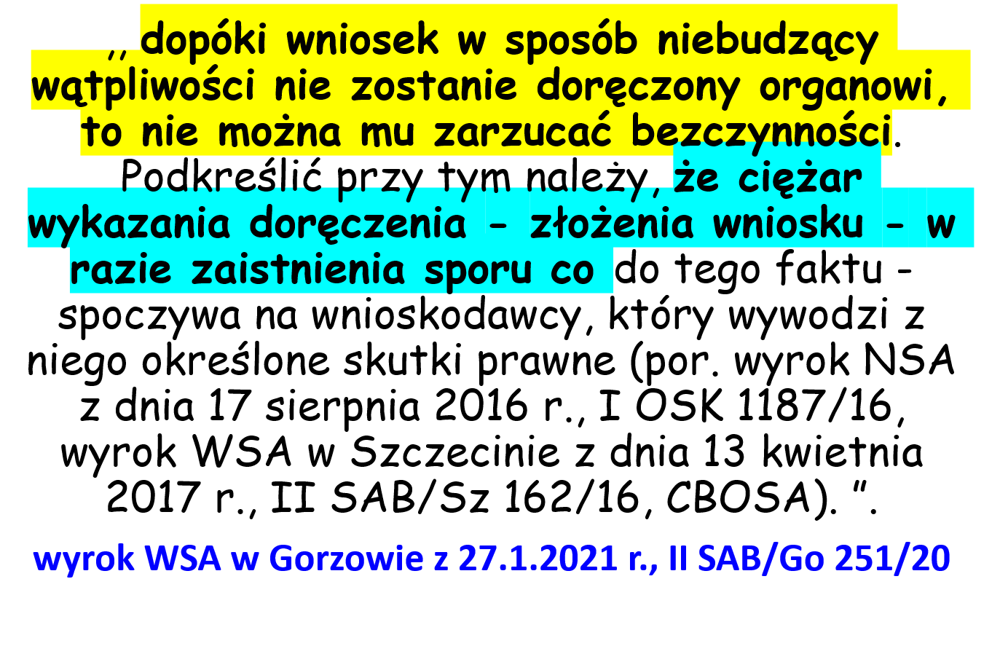 ,, dopóki wniosek w sposób niebudzący
wątpliwości nie zostanie doręczony organowi,
to nie można mu zarzucać bezczynności.
Podkreślić przy tym należy, że ciężar
wykazania doręczenia - złożenia wniosku - w
razie zaistnienia sporu co do tego faktu -
spoczywa na wnioskodawcy, który wywodzi z
niego określone skutki prawne (por. wyrok NSA
z dnia 17 sierpnia 2016 r., I OSK 1187/16,
wyrok WSA w Szczecinie z dnia 13 kwietnia
2017 r., II SAB/Sz 162/16, CBOSA). ”.
wyrok WSA w Gorzowie z 27.1.2021 r., II SAB/Go 251/20